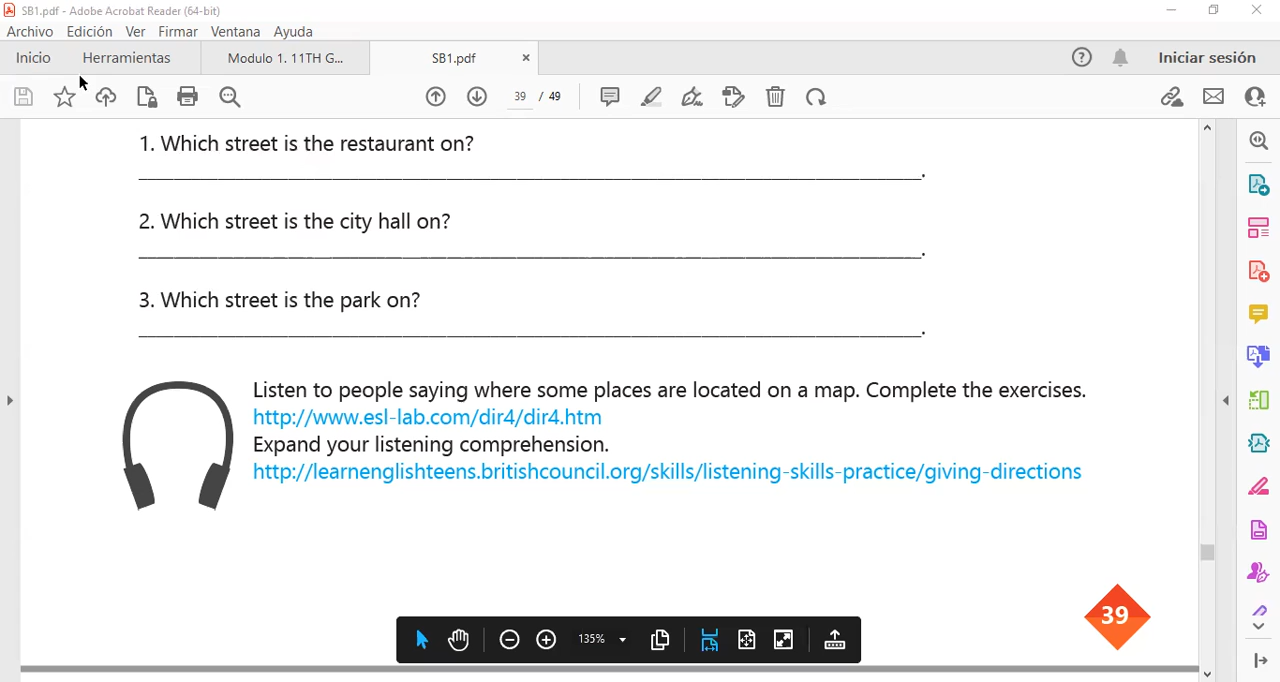 SB1.pdf - Adobe Acrobat Reader (64-bit)
Archivo Edición Ver Firmar Ventana Ayuda
Inicio Herramientas Modulo 1. 11TH G... SB1.pdf Iniciar sesión
39 / 49
1. Which street is the restaurant on?
2. Which street is the city hall on?
3. Which street is the park on?
Listen to people saying where some places are located on a map. Complete the exercises.
http://www.esl-lab.com/dir4/dir4.htm
Expand your listening comprehension.
http://learnenglishteens.britishcouncil.org/skills/listening-skills-practice/giving-directions
39
135%